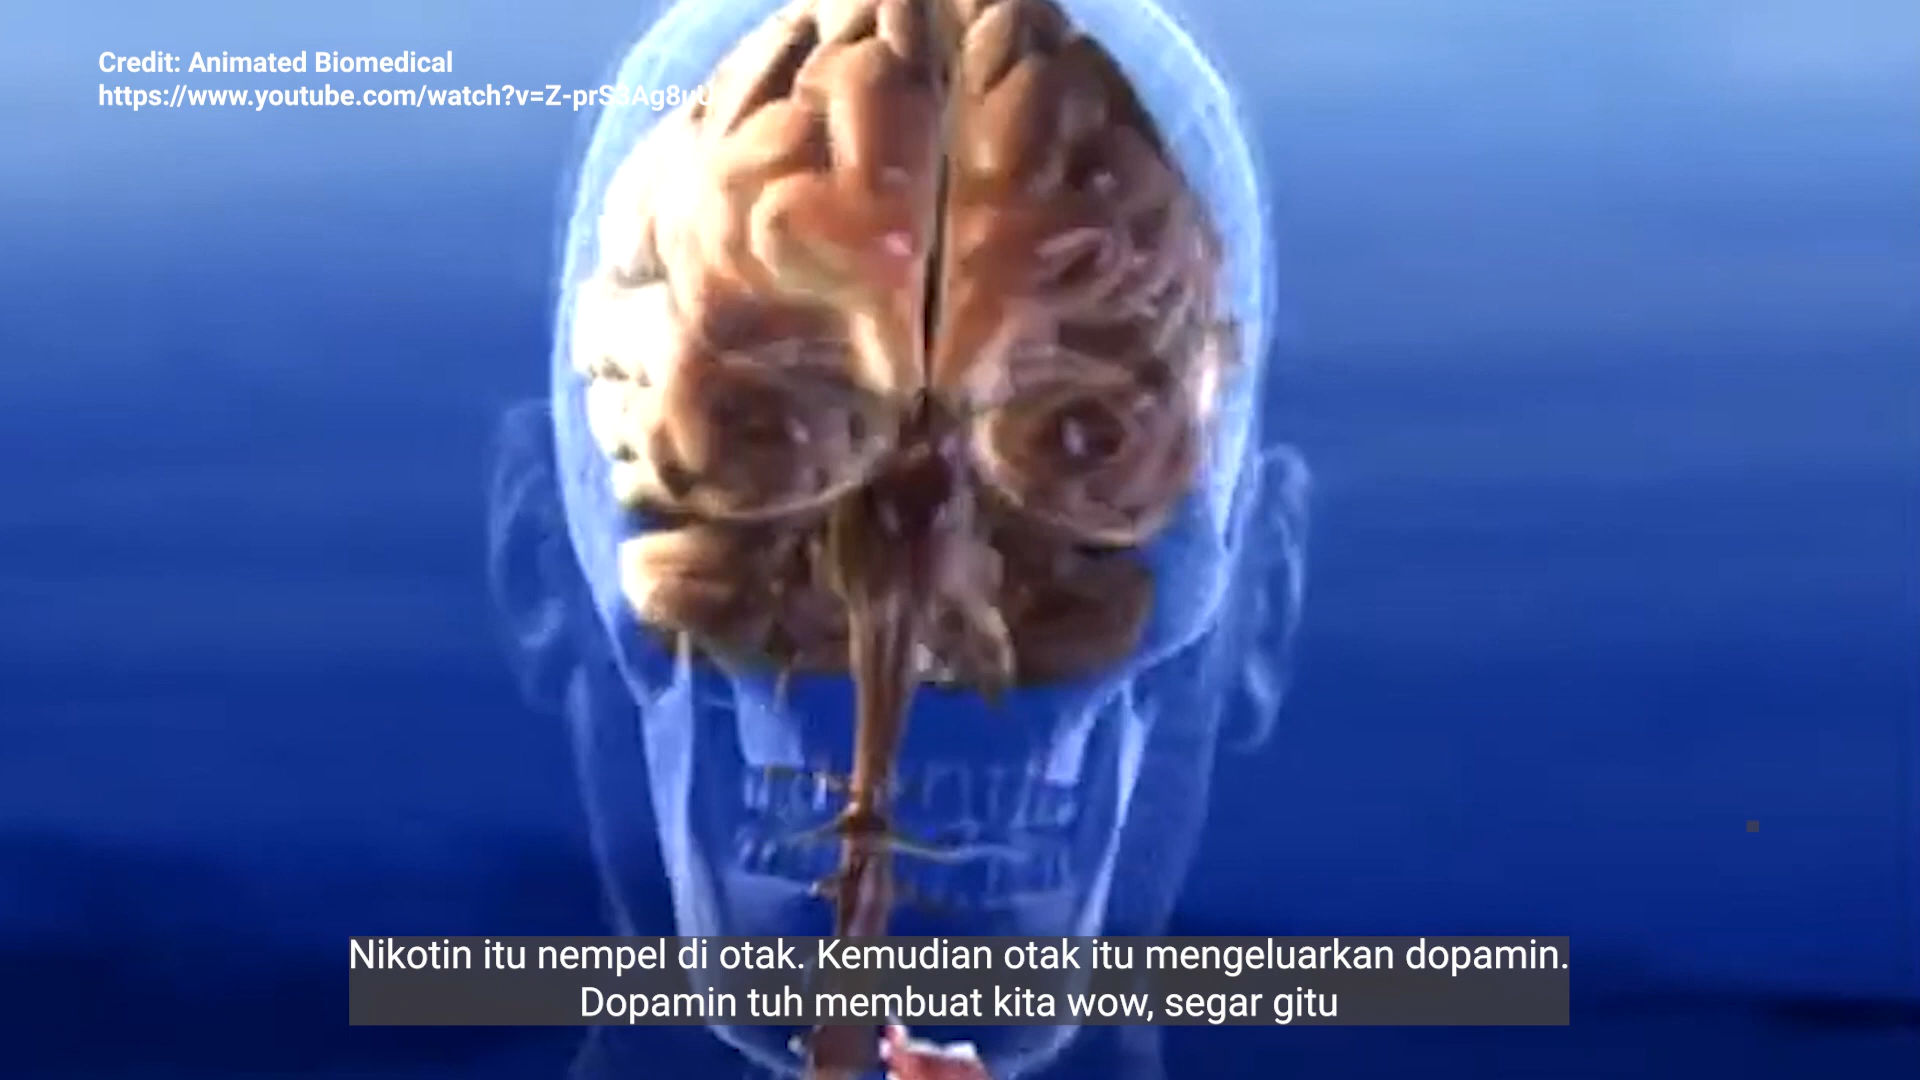 Credit: Animated Biomedical
Nikotin itu nempel di otak. Kemudian otak itu mengeluarkan dopamin.
Dopamin tuh membuat kita wow, segar gitu